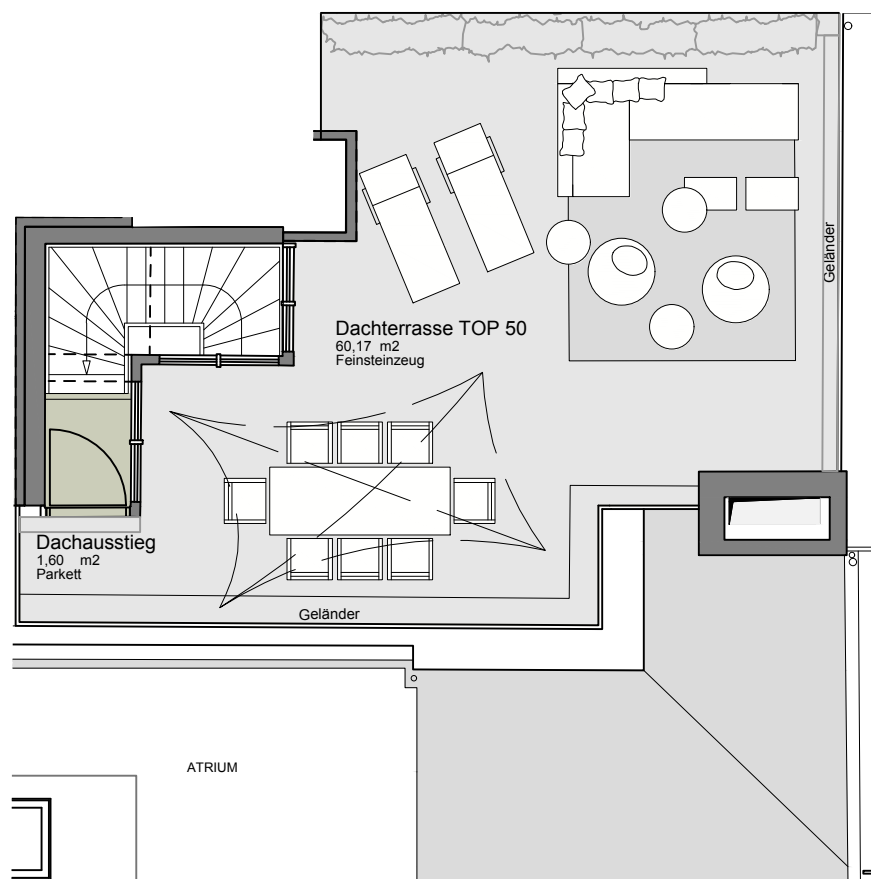 Geländer
Dachterrasse TOP 50
60,17 m2
Feinsteinzeug
Dachausstieg
1,60 m2
Parkett
Geländer
ATRIUM